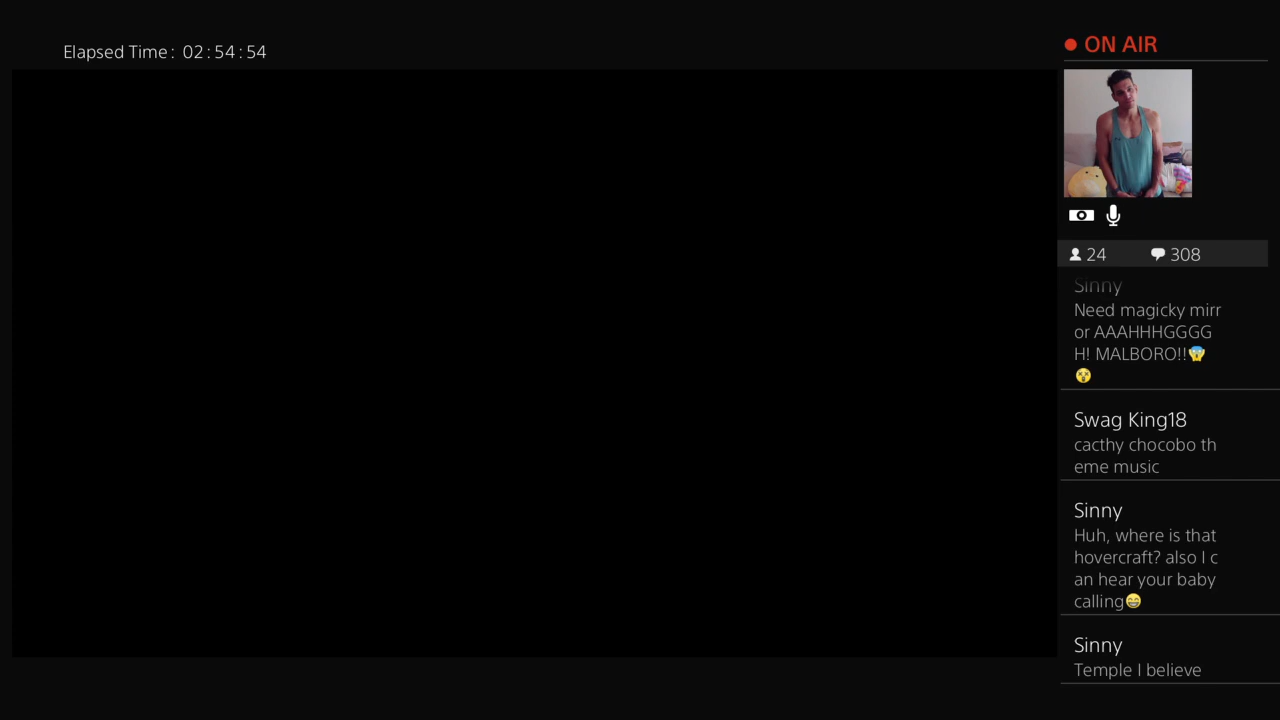 Elapsed Time: 02:54:54
ON AIR
24 308
Sinny
Need magicky mirr
or AAAHHHGGGG
H! MALBORO!!😱
😲
Swag King18
cacthy chocobo th
eme music
Sinny
Huh, where is that
hovercraft? also I c
an hear your baby
calling😁
Sinny
Temple I believe